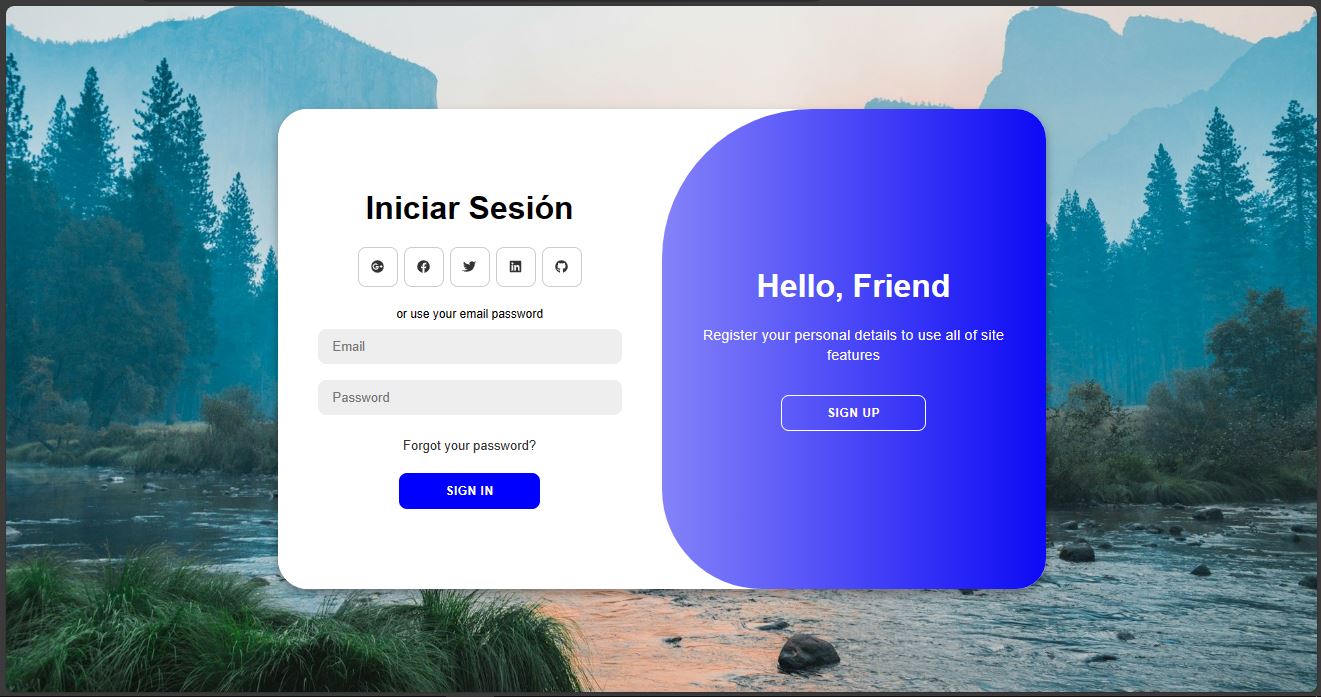 Iniciar Sesión
or use your email password
Email
Password
Forgot your password?
SIGN IN
Hello, Friend
Register your personal details to use all of site
features
SIGN UP